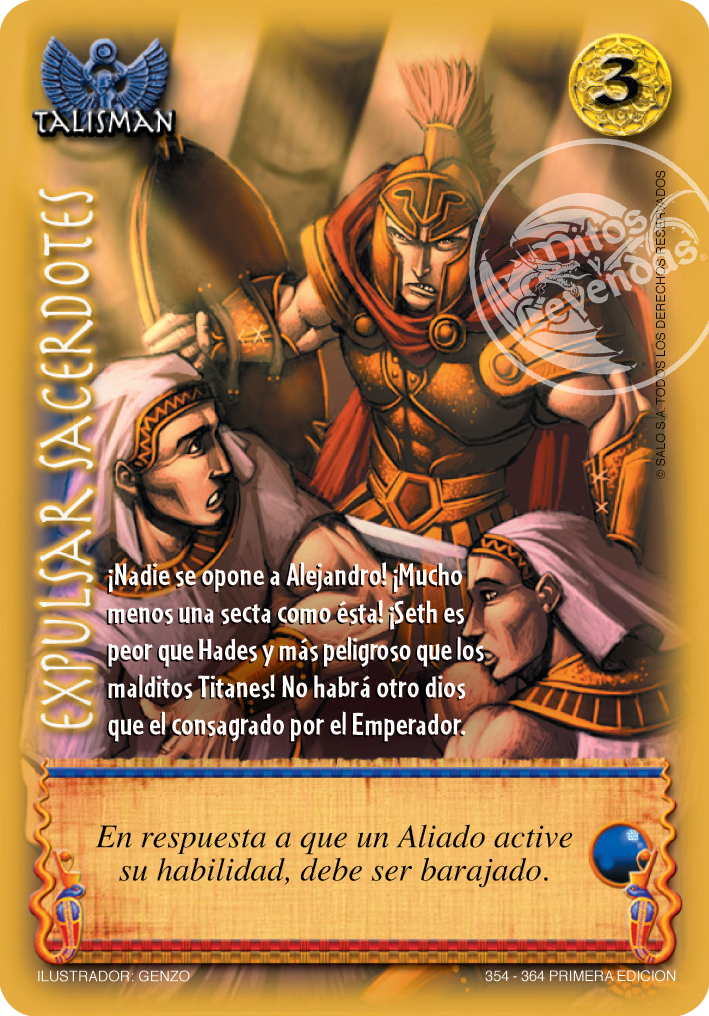 TALISMAN
3
EXPULSAR SACERDOTES
Mitos
y
Leyendas
© SALO S.A. TODOS LOS DERECHOS RESERVADOS
¡Nadie se opone a Alejandro! ¡Mucho
menos una secta como ésta! ¡Seth es
peor que Hades y más peligroso que los
malditos Titanes! No habrá otro dios
que el consagrado por el Emperador.
En respuesta a que un Aliado active
su habilidad, debe ser barajado.
ILUSTRADOR: GENZO
354 - 364 PRIMERA EDICION